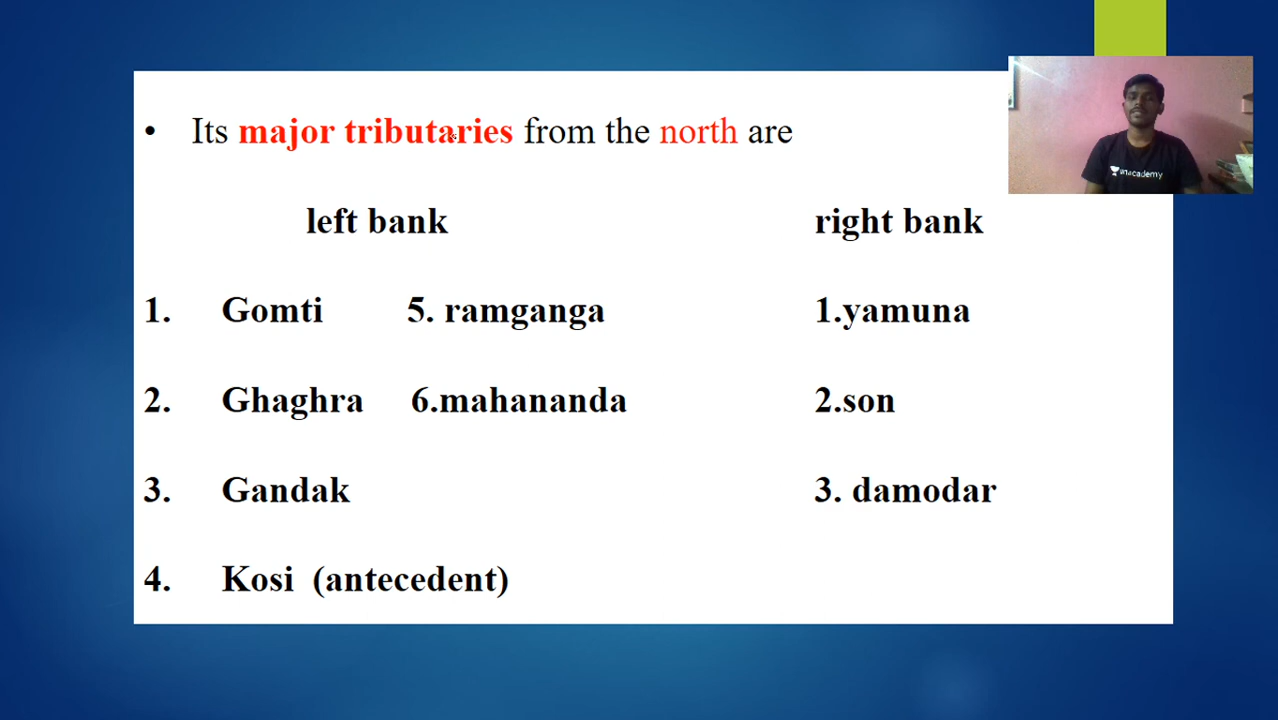 • Its major tributaries from the north are
left bank right bank
1. Gomti 5. ramganga 1.yamuna
2. Ghaghra 6.mahananda 2.son
3. Gandak 3. damodar
4. Kosi (antecedent)
unacademy